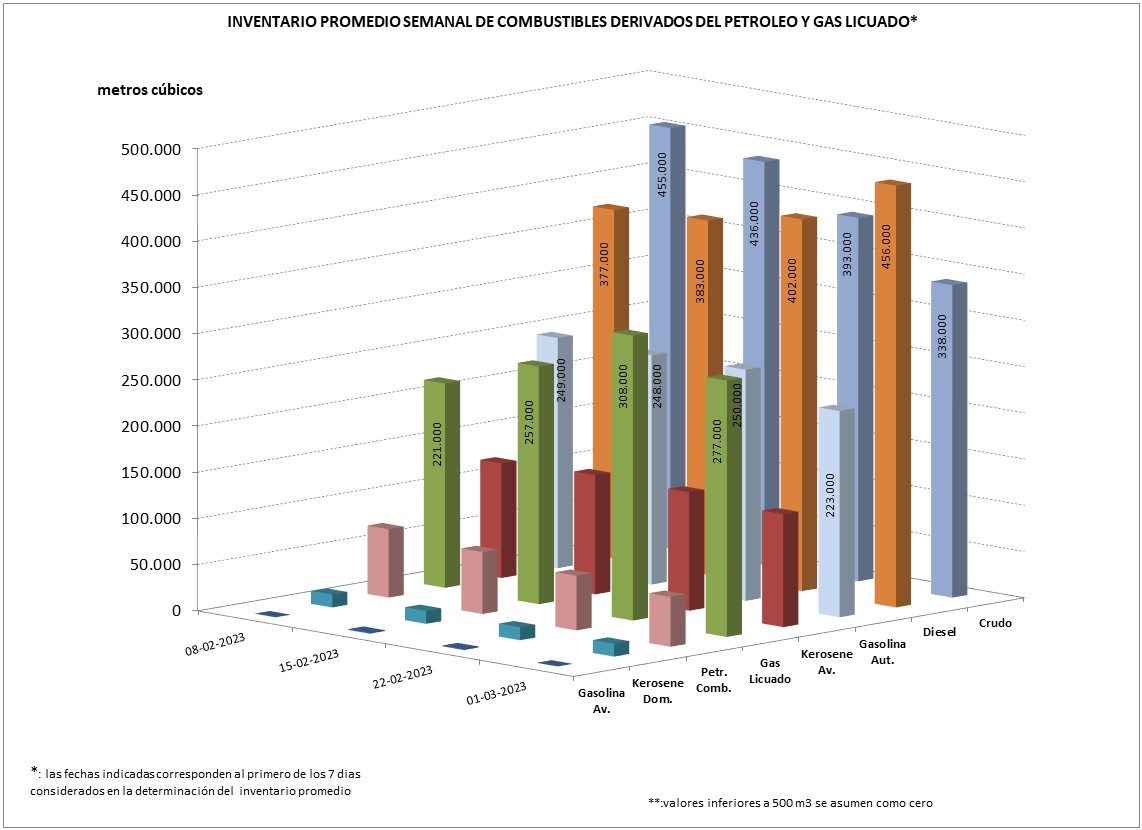 INVENTARIO PROMEDIO SEMANAL DE COMBUSTIBLES DERIVADOS DEL PETROLEO Y GAS LICUADO*
metros cúbicos
500.000
450.000
400.000
350.000
300.000
250.000
200.000
150.000
100.000
50.000
0
455.000
436.000
393.000
338.000
377.000
383.000
402.000
456.000
249.000
248.000
250.000
223.000
221.000
257.000
308.000
277.000
08-02-2023
15-02-2023
22-02-2023
01-03-2023
Gasolina
Av.
Kerosene
Dom.
Petr.
Comb.
Gas
Licuado
Kerosene
Av.
Gasolina
Aut.
Diesel
Crudo
*: las fechas indicadas corresponden al primero de los 7 dias
considerados en la determinación del inventario promedio
**:valores inferiores a 500 m3 se asumen como cero